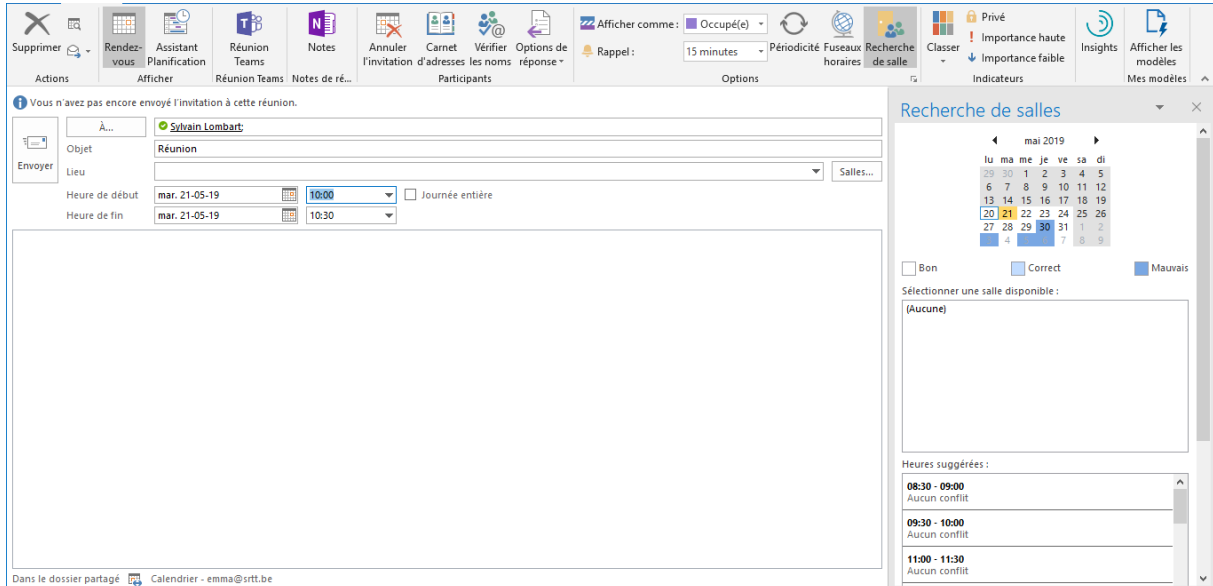 Supprimer
Actions
Rendez-
vous
Assistant
Planification
Afficher
Réunion
Teams
Réunion Teams
Notes
Notes de ré...
Annuler
l'invitation
Carnet
d'adresses
Vérifier
les noms
Options de
réponse
Participants
Afficher comme :
Occupé(e)
Rappel :
15 minutes
Périodicité
Fuseaux
horaires
Recherche
de salle
Options
Classer
Privé
Importance haute
Importance faible
Indicateurs
Insights
Afficher les
modèles
Mes modèles
Vous n'avez pas encore envoyé l'invitation à cette réunion.
Envoyer
À...
Sylvain Lombart;
Objet
Réunion
Lieu
Salles...
Heure de début
mar. 21-05-19
10:00
Journée entière
Heure de fin
mar. 21-05-19
10:30
Dans le dossier partagé
Calendrier - emma@srtt.be
Recherche de salles
mai 2019
lu ma me je ve sa di
29 30 1 2 3 4 5
6 7 8 9 10 11 12
13 14 15 16 17 18 19
20 21 22 23 24 25 26
27 28 29 30 31 1 2
4 7 8 9
Bon
Correct
Mauvais
Sélectionner une salle disponible :
(Aucune)
Heures suggérées :
08:30 - 09:00
Aucun conflit
09:30 - 10:00
Aucun conflit
11:00 - 11:30
Aucun conflit